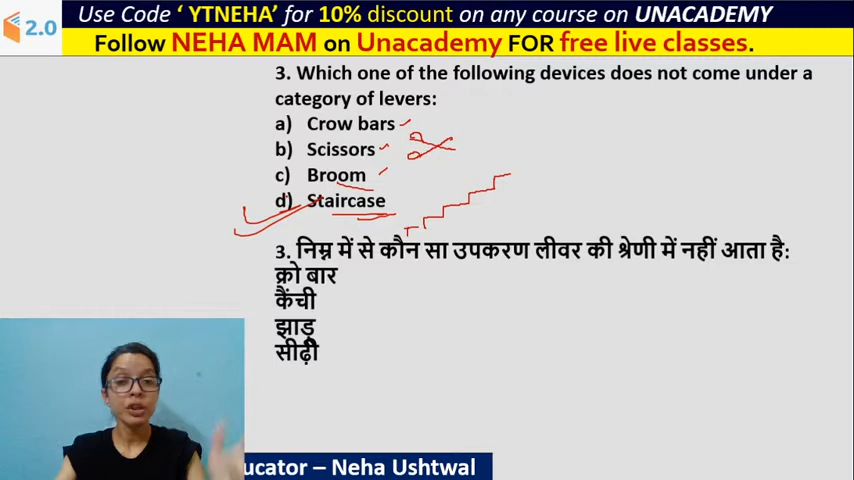 2.0
Use Code ‘ YTNEHA’ for 10% discount on any course on UNACADEMY
Follow NEHA MAM on Unacademy FOR free live classes.
3. Which one of the following devices does not come under a
category of levers:
a) Crow bars
b) Scissors
c) Broom
d) Staircase
3. निम्न में से कौन सा उपकरण लीवर की श्रेणी में नहीं आता है:
क्रो बार
कैंची
झाड़ू
सीढ़ी
ucator – Neha Ushtwal